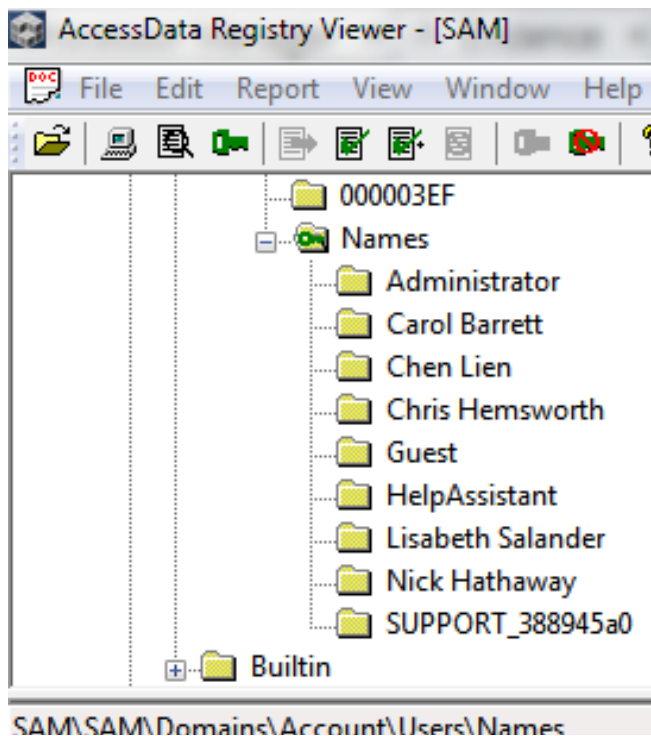 AccessData Registry Viewer - [SAM]
DOC File Edit Report View Window Help
000003EF
Names
Administrator
Carol Barrett
Chen Lien
Chris Hemsworth
Guest
HelpAssistant
Lisabeth Salander
Nick Hathaway
SUPPORT_388945a0
Builtin
SAM\SAM\Domains\Account\Users\Names